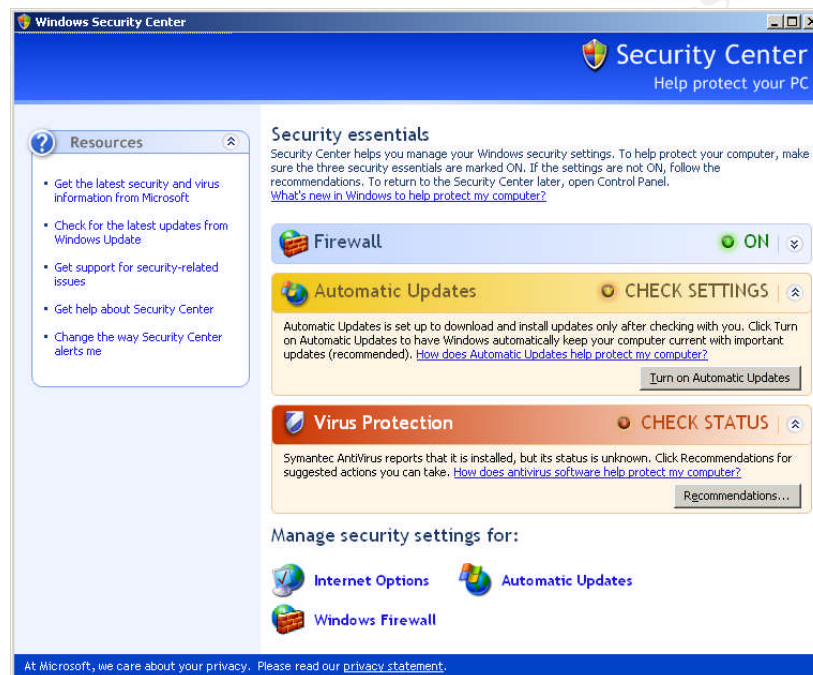 Windows Security Center
Security Center
Help protect your PC
Resources
Get the latest security and virus
information from Microsoft
Check for the latest updates from
Windows Update
Get support for security-related
issues
Get help about Security Center
Change the way Security Center
alerts me
Security essentials
Security Center helps you manage your Windows security settings. To help protect your computer, make
sure the three security essentials are marked ON. If the settings are not ON, follow the
recommendations. To return to the Security Center later, open Control Panel.
What's new in Windows to help protect my computer?
Firewall ON
Automatic Updates CHECK SETTINGS
Automatic Updates is set up to download and install updates only after checking with you. Click Turn
on Automatic Updates to have Windows automatically keep your computer current with important
updates (recommended). How does Automatic Updates help protect my computer?
Turn on Automatic Updates
Virus Protection CHECK STATUS
Symantec AntiVirus reports that it is installed, but its status is unknown. Click Recommendations for
suggested actions you can take. How does antivirus software help protect my computer?
Recommendations...
Manage security settings for:
Internet Options Automatic Updates
Windows Firewall
At Microsoft, we care about your privacy. Please read our privacy statement.